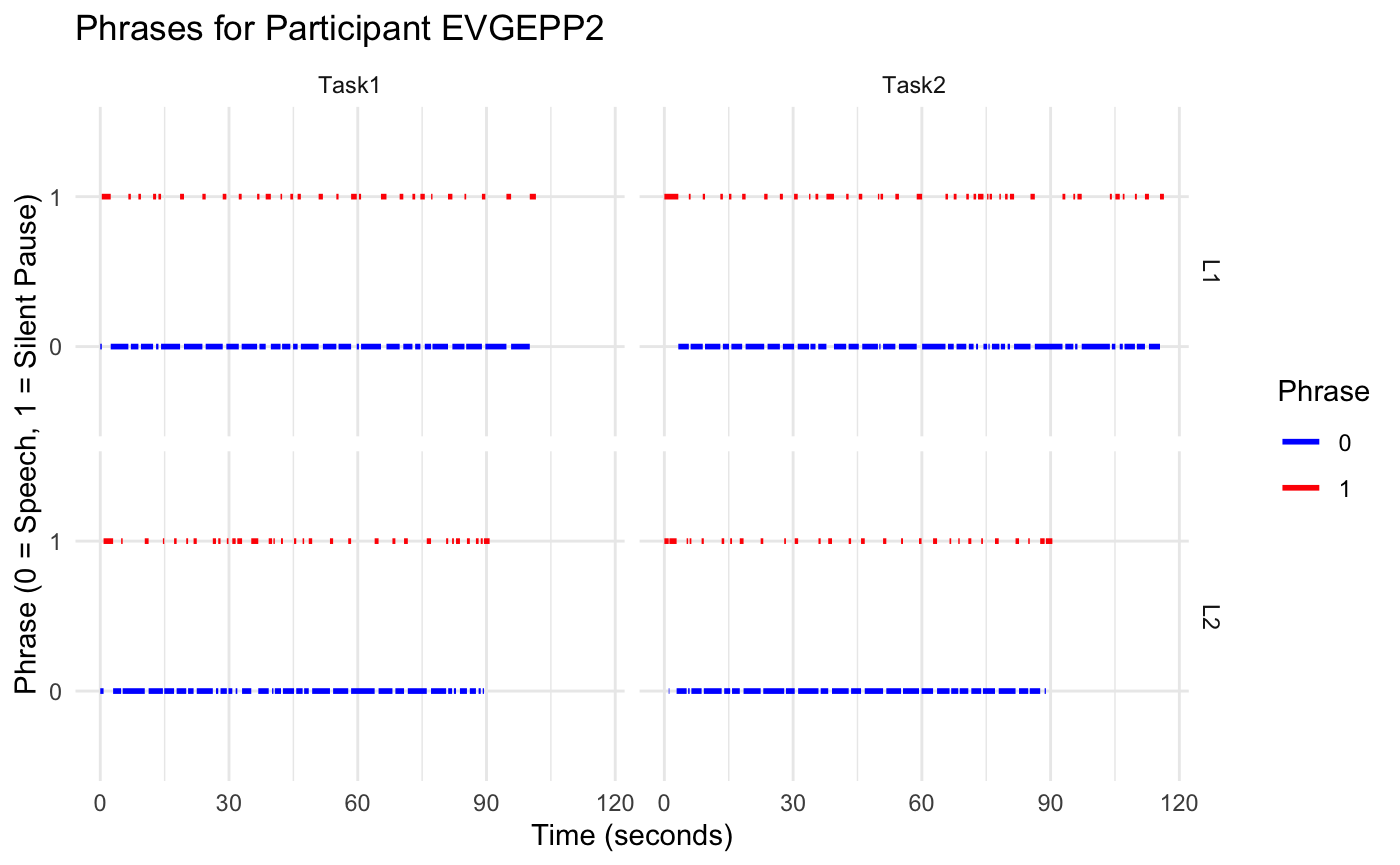 Phrases for Participant EVGEPP2
Task1
Task2
Phrase (0 = Speech, 1 = Silent Pause)
1
0
L1
1
0
L2
0
30
60
90
120
0
30
60
90
120
Time (seconds)
Phrase
0
1